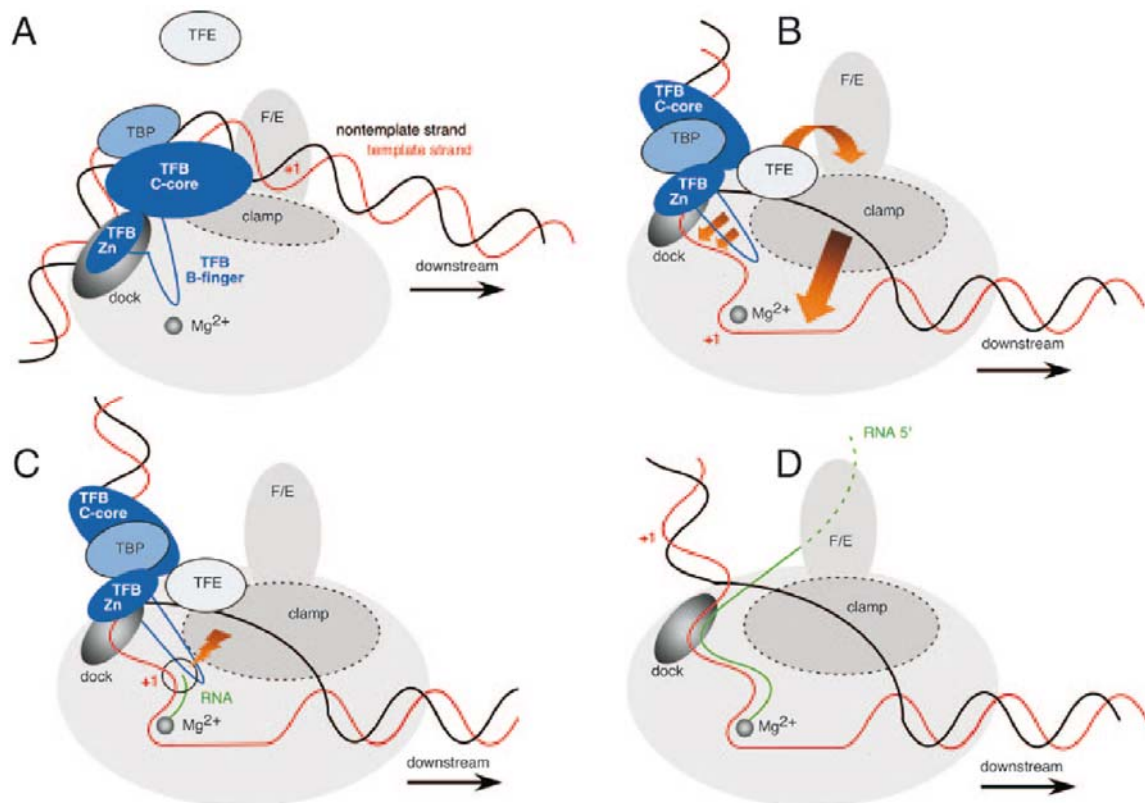 A
TFE
F/E
TBP
nontemplate strand
template strand
TFB
C-core
+1
clamp
TFB
Zn
TFB
B-finger
dock
downstream
Mg2+
B
F/E
TFB
C-core
TBP
TFE
TFB
Zn
clamp
dock
Mg2+
+1
downstream
C
F/E
TFB
C-core
TBP
TFE
TFB
Zn
clamp
dock
+1
RNA
Mg2+
downstream
D
RNA 5'
F/E
+1
clamp
dock
Mg2+
downstream